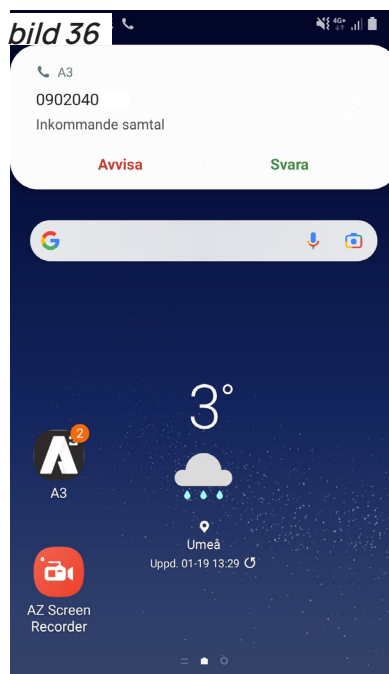 bild 36
4G+
A3
0902040
Inkommande samtal
Avvisa
Svara
G
3°
2
A3
Umeå
Uppd. 01-19 13:29
AZ Screen
Recorder